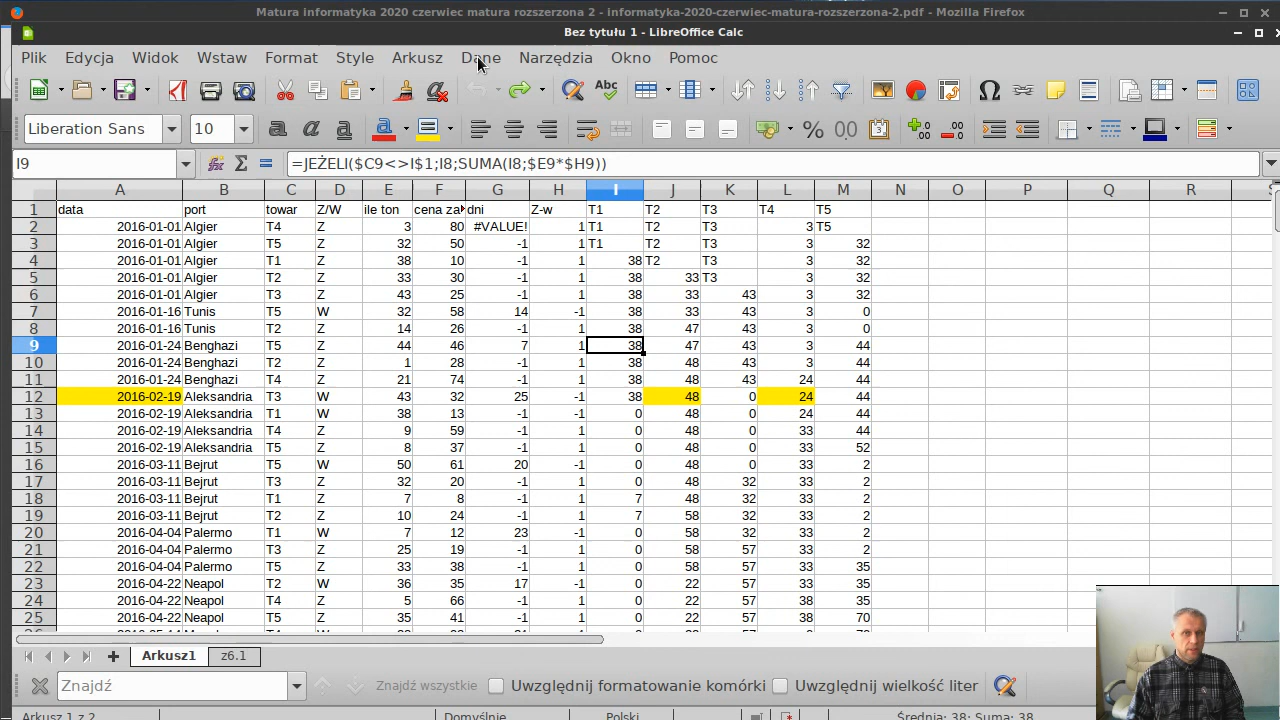 Matura informatyka 2020 czerwiec matura rozszerzona 2 - informatyka-2020-czerwiec-matura-rozszerzona-2.pdf - Mozilla Firefox
Bez tytułu 1 - LibreOffice Calc
Plik Edycja Widok Wstaw Format Style Arkusz Dane Narzędzia Okno Pomoc
Liberation Sans 10
I9 =JEŻELI($C9<>I$1;I8;SUMA(I8;$E9*$H9))
A B C D E F G H I J K L M N O P Q R
1 data port towar Z/W ile ton cena zak dni Z-w T1 T2 T3 T4 T5
2 2016-01-01 Algier T4 Z 3 80 #VALUE! 1 T1 T2 T3 3 T5
3 2016-01-01 Algier T5 Z 32 50 -1 1 T1 T2 T3 3 32
4 2016-01-01 Algier T1 Z 38 10 -1 1 38 T2 T3 3 32
5 2016-01-01 Algier T2 Z 33 30 -1 1 38 33 T3 3 32
6 2016-01-01 Algier T3 Z 43 25 -1 1 38 33 43 3 32
7 2016-01-16 Tunis T5 W 32 58 14 -1 38 33 43 3 0
8 2016-01-16 Tunis T2 Z 14 26 -1 1 38 47 43 3 0
9 2016-01-24 Benghazi T5 Z 44 46 7 1 38 47 43 3 44
10 2016-01-24 Benghazi T2 Z 1 28 -1 1 38 48 43 3 44
11 2016-01-24 Benghazi T4 Z 21 74 -1 1 38 48 43 24 44
12 2016-02-19 Aleksandria T3 W 43 32 25 -1 38 48 0 24 44
13 2016-02-19 Aleksandria T1 W 38 13 -1 -1 0 48 0 24 44
14 2016-02-19 Aleksandria T4 Z 9 59 -1 1 0 48 0 33 44
15 2016-02-19 Aleksandria T5 Z 8 37 -1 1 0 48 0 33 52
16 2016-03-11 Bejrut T5 W 50 61 20 -1 0 48 0 33 2
17 2016-03-11 Bejrut T3 Z 32 20 -1 1 0 48 32 33 2
18 2016-03-11 Bejrut T1 Z 7 8 -1 1 7 48 32 33 2
19 2016-03-11 Bejrut T2 Z 10 24 -1 1 7 58 32 33 2
20 2016-04-04 Palermo T1 W 7 12 23 -1 0 58 32 33 2
21 2016-04-04 Palermo T3 Z 25 19 -1 1 0 58 57 33 2
22 2016-04-04 Palermo T5 Z 33 38 -1 1 0 58 57 33 35
23 2016-04-22 Neapol T2 W 36 35 17 -1 0 22 57 33 35
24 2016-04-22 Neapol T4 Z 5 66 -1 1 0 22 57 38 35
25 2016-04-22 Neapol T5 Z 35 41 -1 1 0 22 57 38 70
Arkusz1 z6.1
Znajdź Znajdź wszystkie Uwzględnij formatowanie komórki Uwzględnij wielkość liter
Arkusz 1 z 2 Domyślnie Polski Średnia: 38; Suma: 38